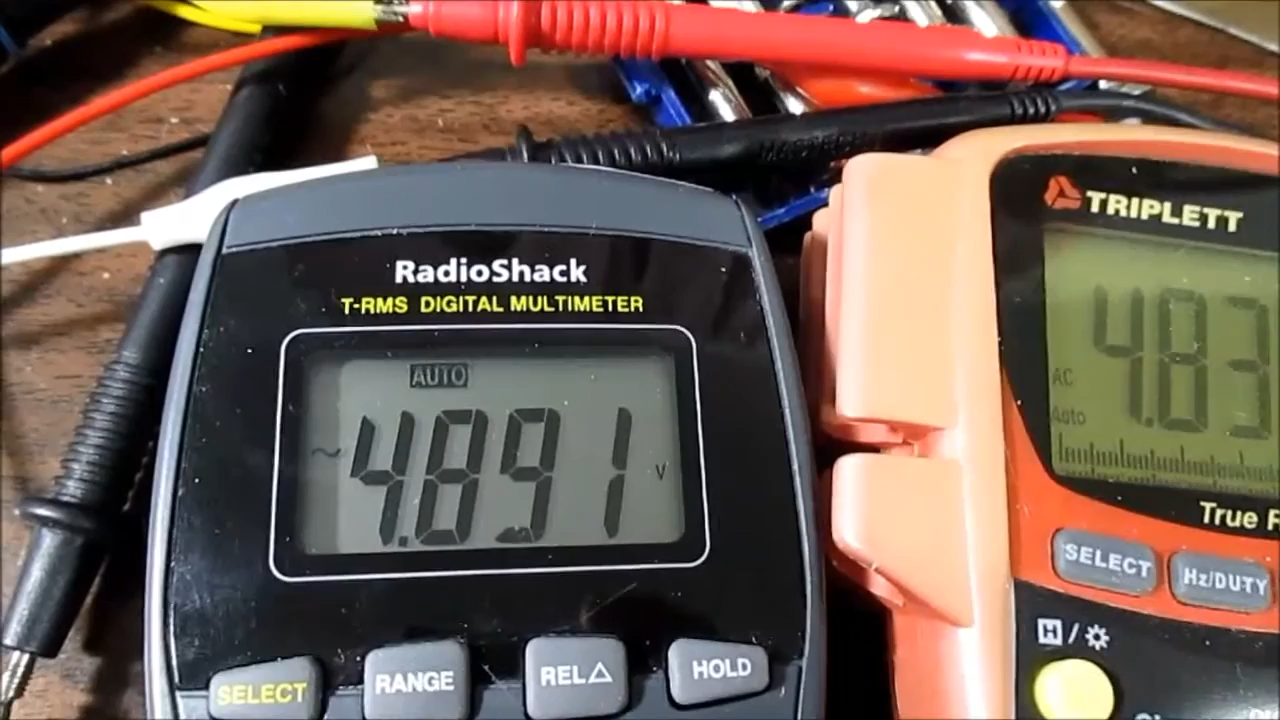 RadioShack
T-RMS DIGITAL MULTIMETER
AUTO
~ 4.891 V
SELECT
RANGE
REL△
HOLD
TRIPLETT
4.83
AC
Auto
True
SELECT
Hz/DUTY
H / ☼